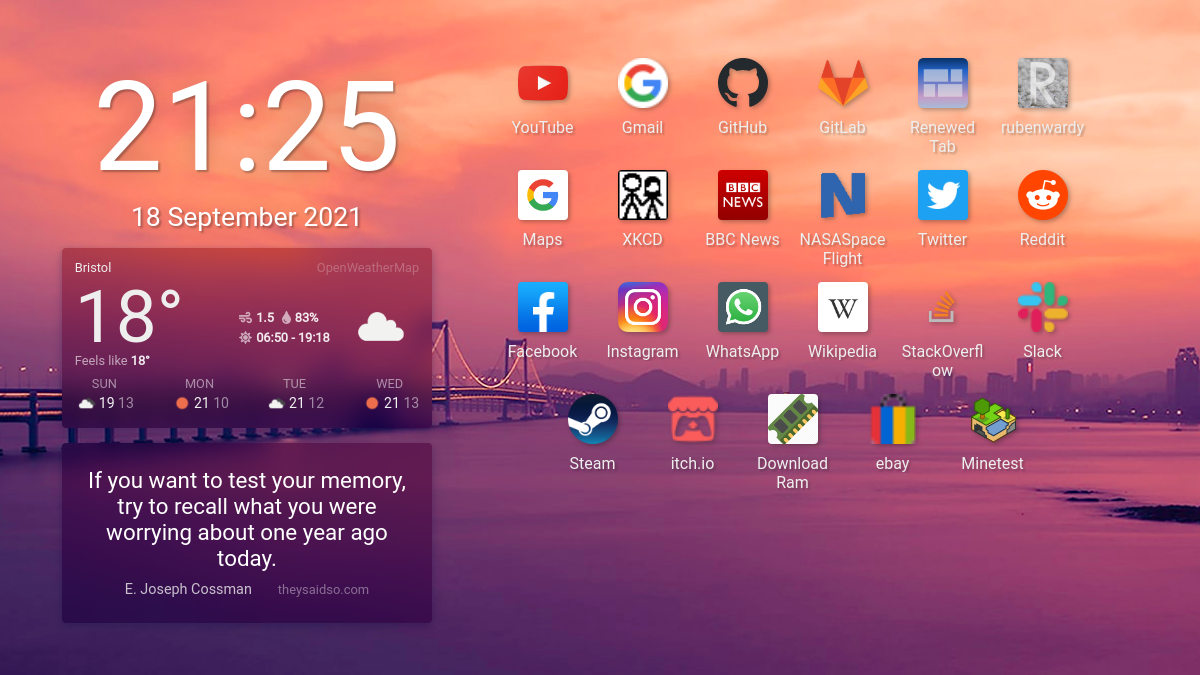 21:25
18 September 2021
Bristol
OpenWeatherMap
18°
1.5 83%
06:50 - 19:18
Feels like 18°
SUN MON TUE WED
19 13 21 10 21 12 21 13
If you want to test your memory,
try to recall what you were
worrying about one year ago
today.
E. Joseph Cossman theysaidso.com
YouTube Gmail GitHub GitLab Renewed
Tab
R
rubenwardy
BBC
NEWS
N
Maps XKCD BBC News NASASpace
Flight
Twitter Reddit
W
Facebook Instagram WhatsApp Wikipedia StackOverfl
ow
Slack
Steam itch.io Download
Ram
ebay Minetest